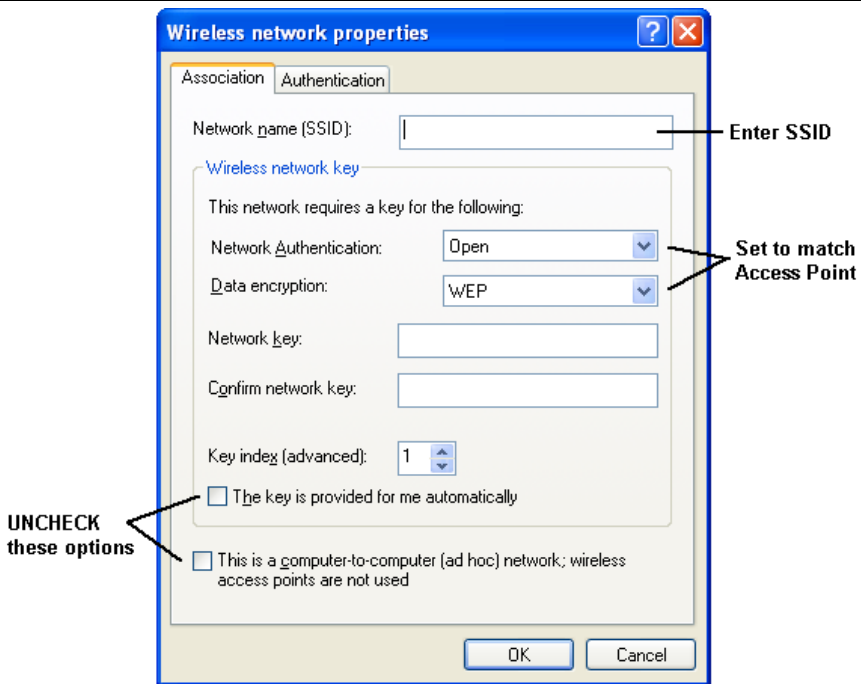 Wireless network properties
Association
Authentication
Network name (SSID):
Enter SSID
Wireless network key
This network requires a key for the following:
Network Authentication:
Open
Set to match
Access Point
Data encryption:
WEP
Network key:
Confirm network key:
Key index (advanced):
1
The key is provided for me automatically
UNCHECK
these options
This is a computer-to-computer (ad hoc) network; wireless
access points are not used
OK
Cancel